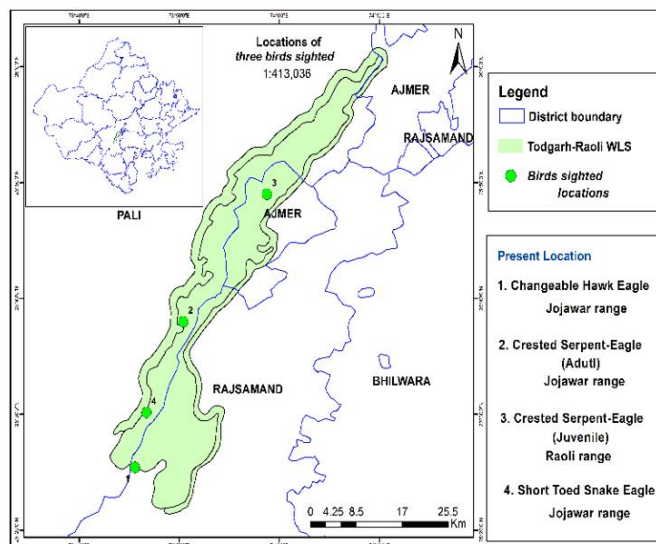 Locations of
three birds sighted
1:413,036
N
AJMER
RAJSAMAND
PALI
3
AJMER
2
RAJSAMAND
BHILWARA
4
1
0 4.25 8.5 17 25.5
Km
Legend
District boundary
Todgarh-Raoli WLS
Birds sighted
locations
Present Location
1. Changeable Hawk Eagle
Jojawar range
2. Crested Serpent-Eagle
(Adutl)
Jojawar range
3. Crested Serpent-Eagle
(Juvenile)
Raoli range
4. Short Toed Snake Eagle
Jojawar range